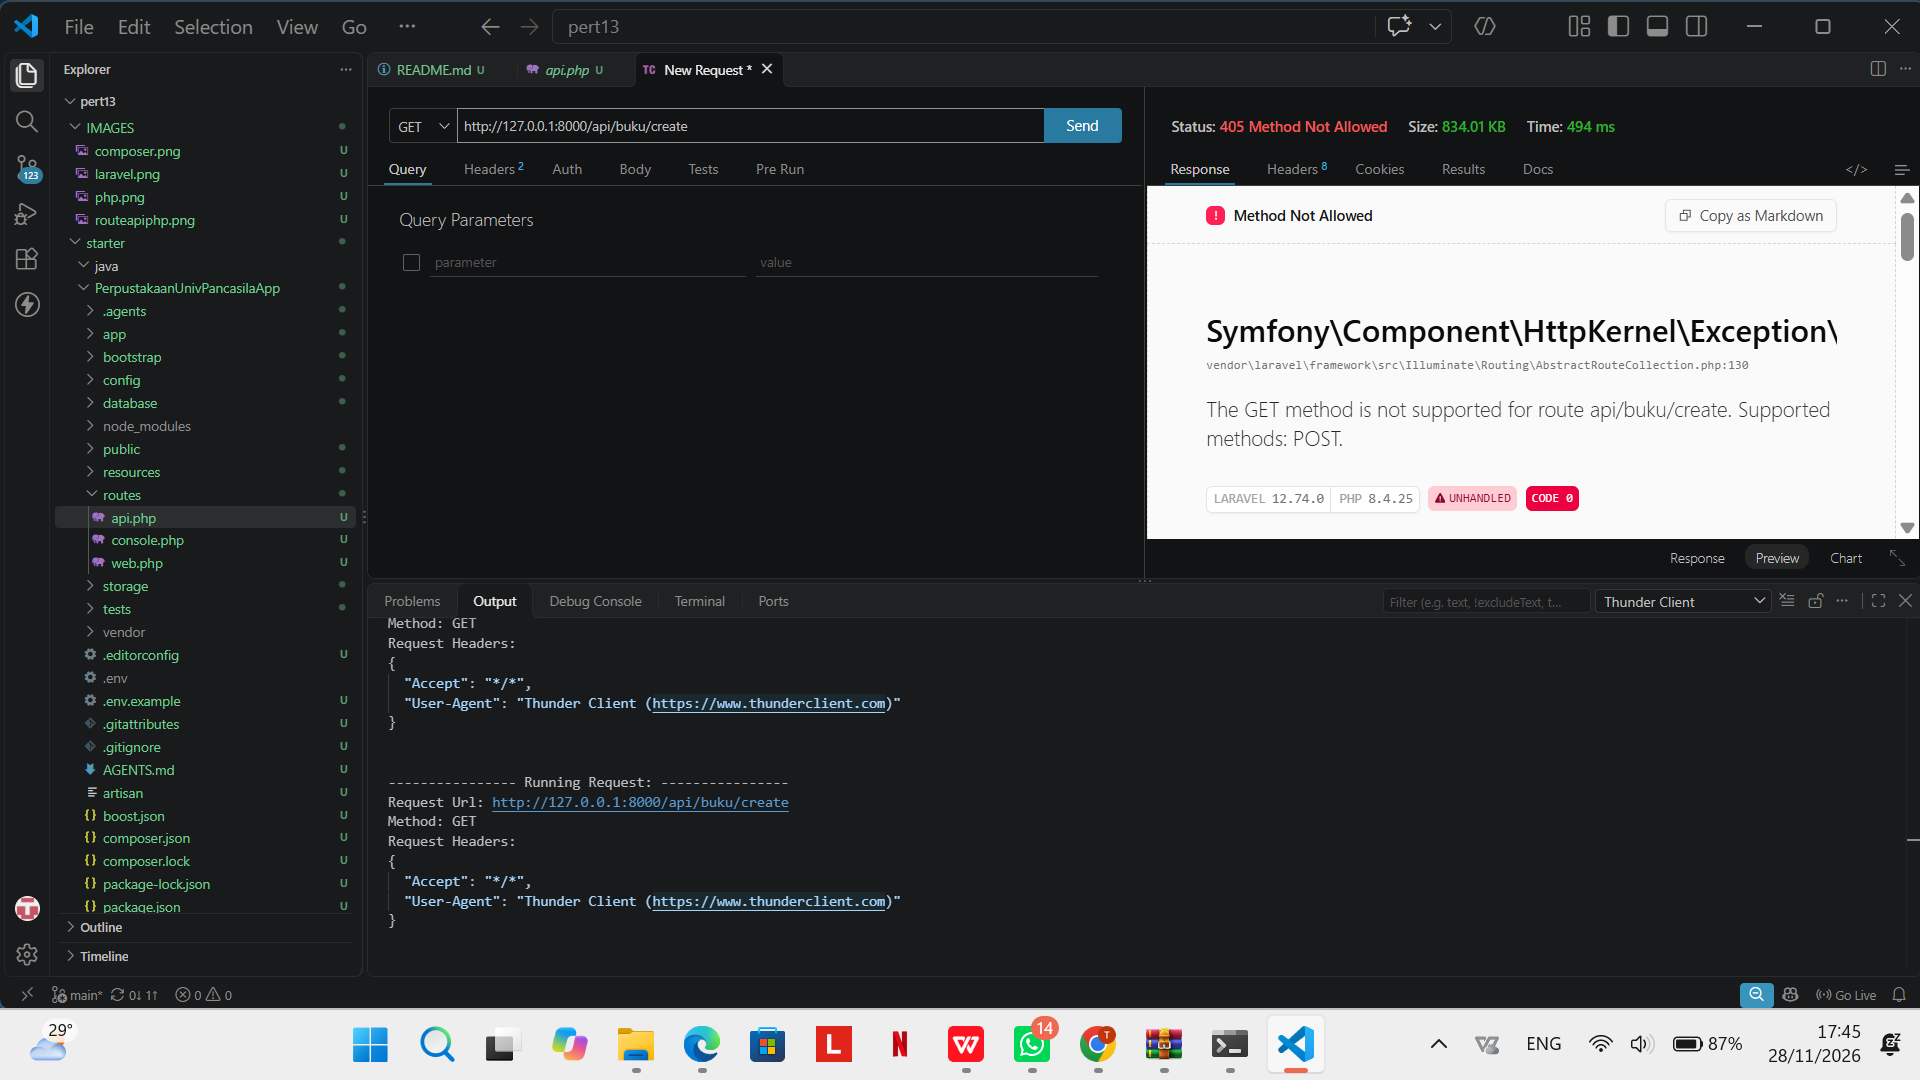 File Edit Selection View Go ···
pert13
Explorer
pert13
IMAGES
composer.png U
laravel.png U
php.png U
routeapiphp.png U
starter
java
PerpustakaanUnivPancasilaApp
.agents
app
bootstrap
config
database
node_modules
public
resources
routes
api.php U
console.php U
web.php U
storage
tests
vendor
.editorconfig U
.env
.env.example U
.gitattributes U
.gitignore U
AGENTS.md U
artisan U
boost.json U
composer.json U
composer.lock U
package-lock.json U
package.json U
Outline
Timeline
123
README.md U
api.php U
TC New Request *
GET
http://127.0.0.1:8000/api/buku/create
Send
Query Headers 2 Auth Body Tests Pre Run
Query Parameters
parameter value
Status: 405 Method Not Allowed Size: 834.01 KB Time: 494 ms
Response Headers 8 Cookies Results Docs
</>
Method Not Allowed
Copy as Markdown
Symfony\Component\HttpKernel\Exception\
vendor\laravel\framework\src\Illuminate\Routing\AbstractRouteCollection.php:130
The GET method is not supported for route api/buku/create. Supported
methods: POST.
LARAVEL 12.74.0 PHP 8.4.25 UNHANDLED CODE 0
Response Preview Chart
Problems Output Debug Console Terminal Ports
Filter (e.g. text, !excludeText, t...
Thunder Client
Method: GET
Request Headers:
{
"Accept": "*/*",
"User-Agent": "Thunder Client (https://www.thunderclient.com)"
}
---------------- Running Request: ----------------
Request Url: http://127.0.0.1:8000/api/buku/create
Method: GET
Request Headers:
{
"Accept": "*/*",
"User-Agent": "Thunder Client (https://www.thunderclient.com)"
}
main* 0↓ 1↑ 0 0
Go Live
29°
14
ENG
87%
17:45
28/11/2026